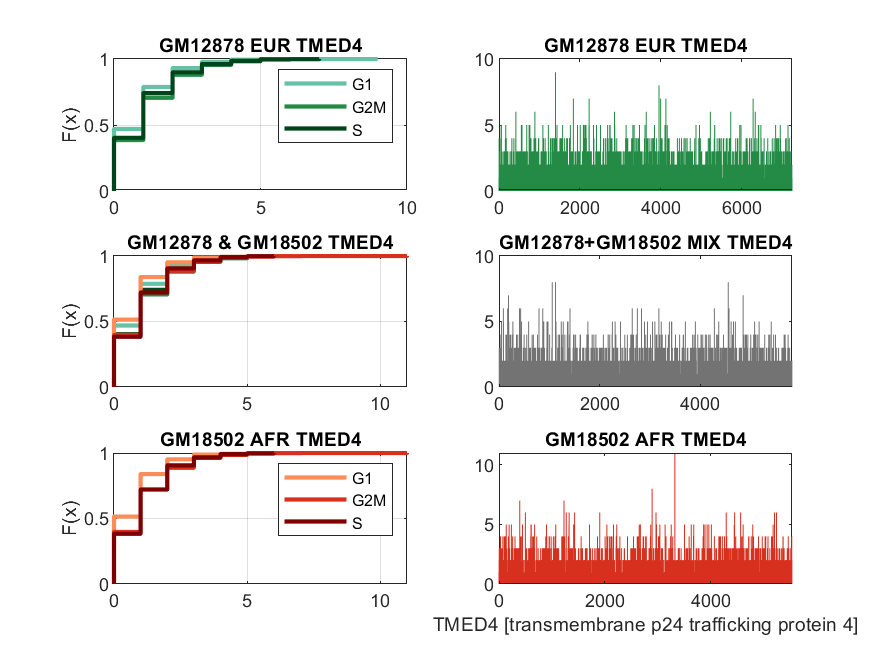 GM12878 EUR TMED4
1
0.5
0
F(x)
0 5 10
G1
G2M
S
GM12878 EUR TMED4
10
5
0
0 2000 4000 6000
GM12878 & GM18502 TMED4
1
0.5
0
F(x)
0 5 10
GM12878+GM18502 MIX TMED4
10
5
0
0 2000 4000
GM18502 AFR TMED4
1
0.5
0
F(x)
0 5 10
G1
G2M
S
GM18502 AFR TMED4
10
5
0
0 2000 4000
TMED4 [transmembrane p24 trafficking protein 4]